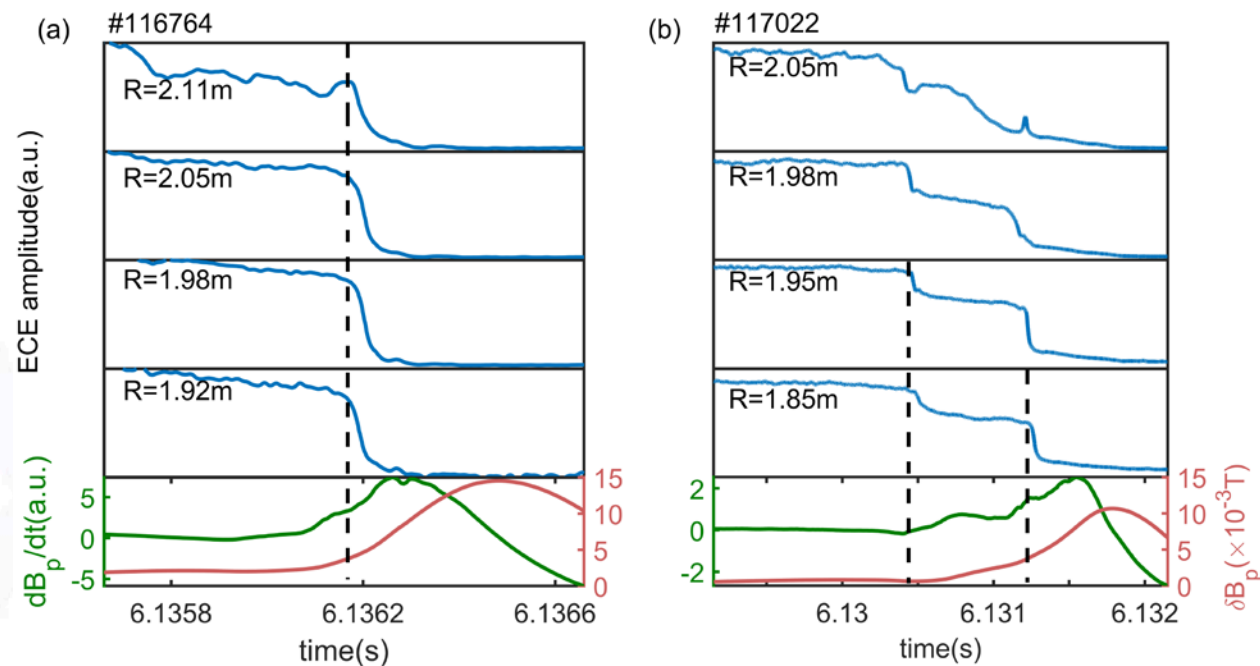 (a) #116764
R=2.11m
R=2.05m
R=1.98m
R=1.92m
ECE amplitude(a.u.)
dBp/dt(a.u.)
5
0
-5
15
10
5
0
6.1358 6.1362 6.1366
time(s)
(b) #117022
R=2.05m
R=1.98m
R=1.95m
R=1.85m
2
0
-2
15
10
5
0
δBp(×10⁻³T)
6.13 6.131 6.132
time(s)